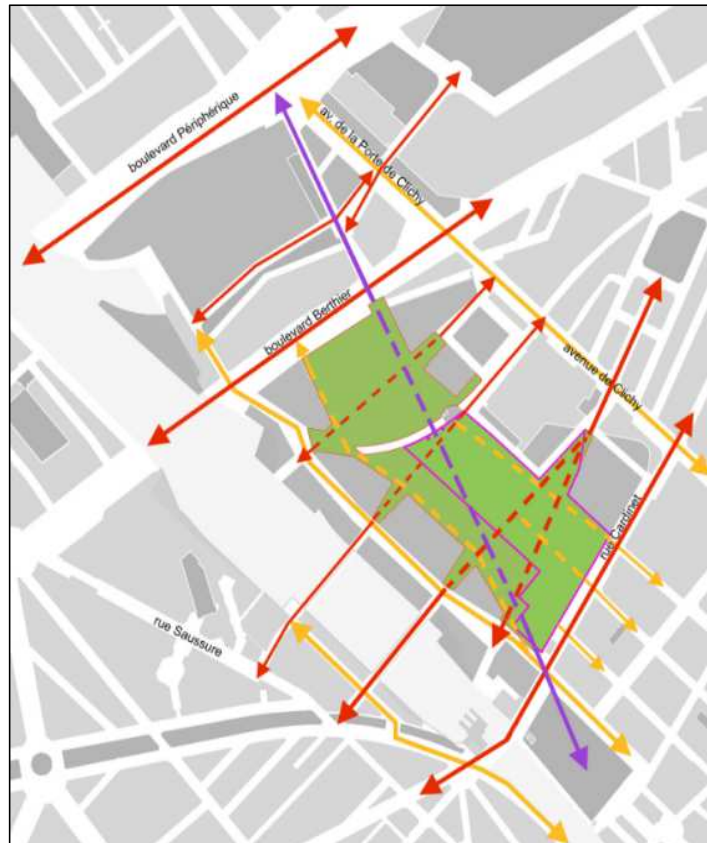 boulevard Périphérique
av. de la Porte de Clichy
boulevard Berthier
avenue de Clichy
rue Cardinet
rue Saussure